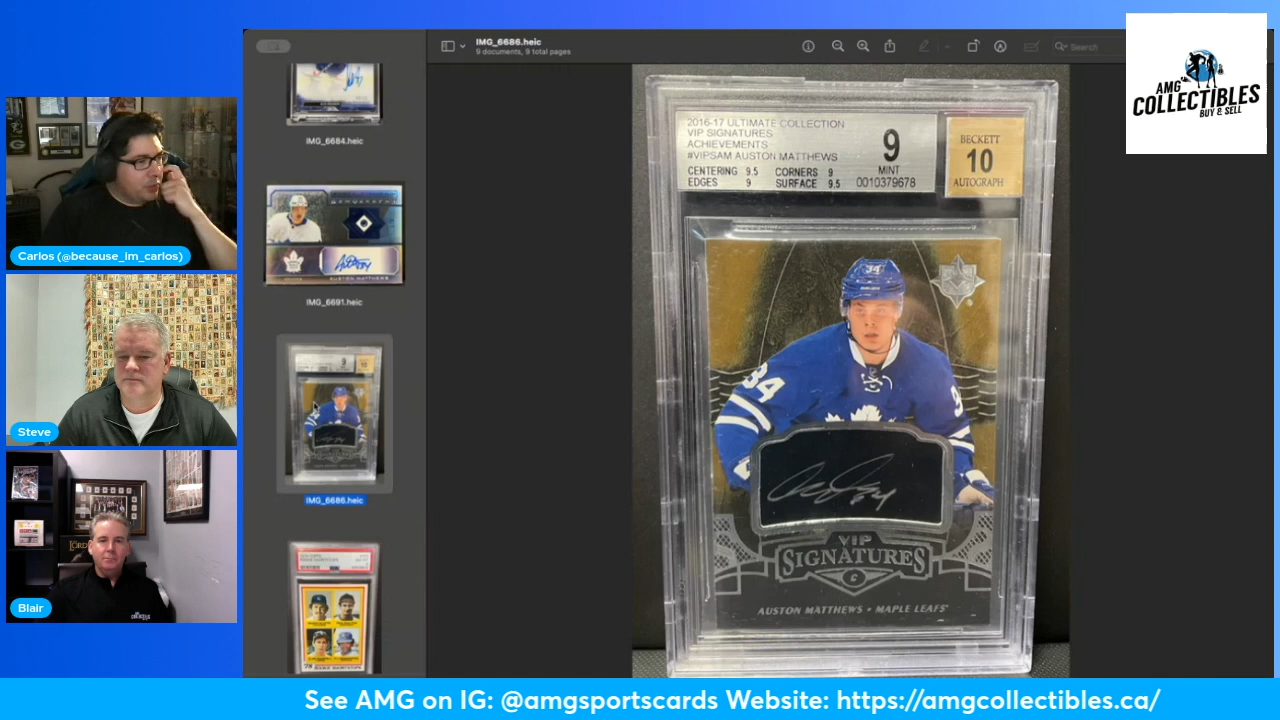 IMG_6686.heic
9 documents, 9 total pages
Search
AMG
COLLECTIBLES
BUY & SELL
IMG_6684.heic
IMG_6691.heic
IMG_6686.heic
Carlos (@because_im_carlos)
Steve
Blair
2016-17 ULTIMATE COLLECTION
VIP SIGNATURES
ACHIEVEMENTS
#VIPSAM AUSTON MATTHEWS
CENTERING 9.5 CORNERS 9
EDGES 9 SURFACE 9.5
9
MINT
0010379678
BECKETT
10
AUTOGRAPH
34
34
VIP
SIGNATURES
AUSTON MATTHEWS • MAPLE LEAFS
See AMG on IG: @amgsportscards Website: https://amgcollectibles.ca/